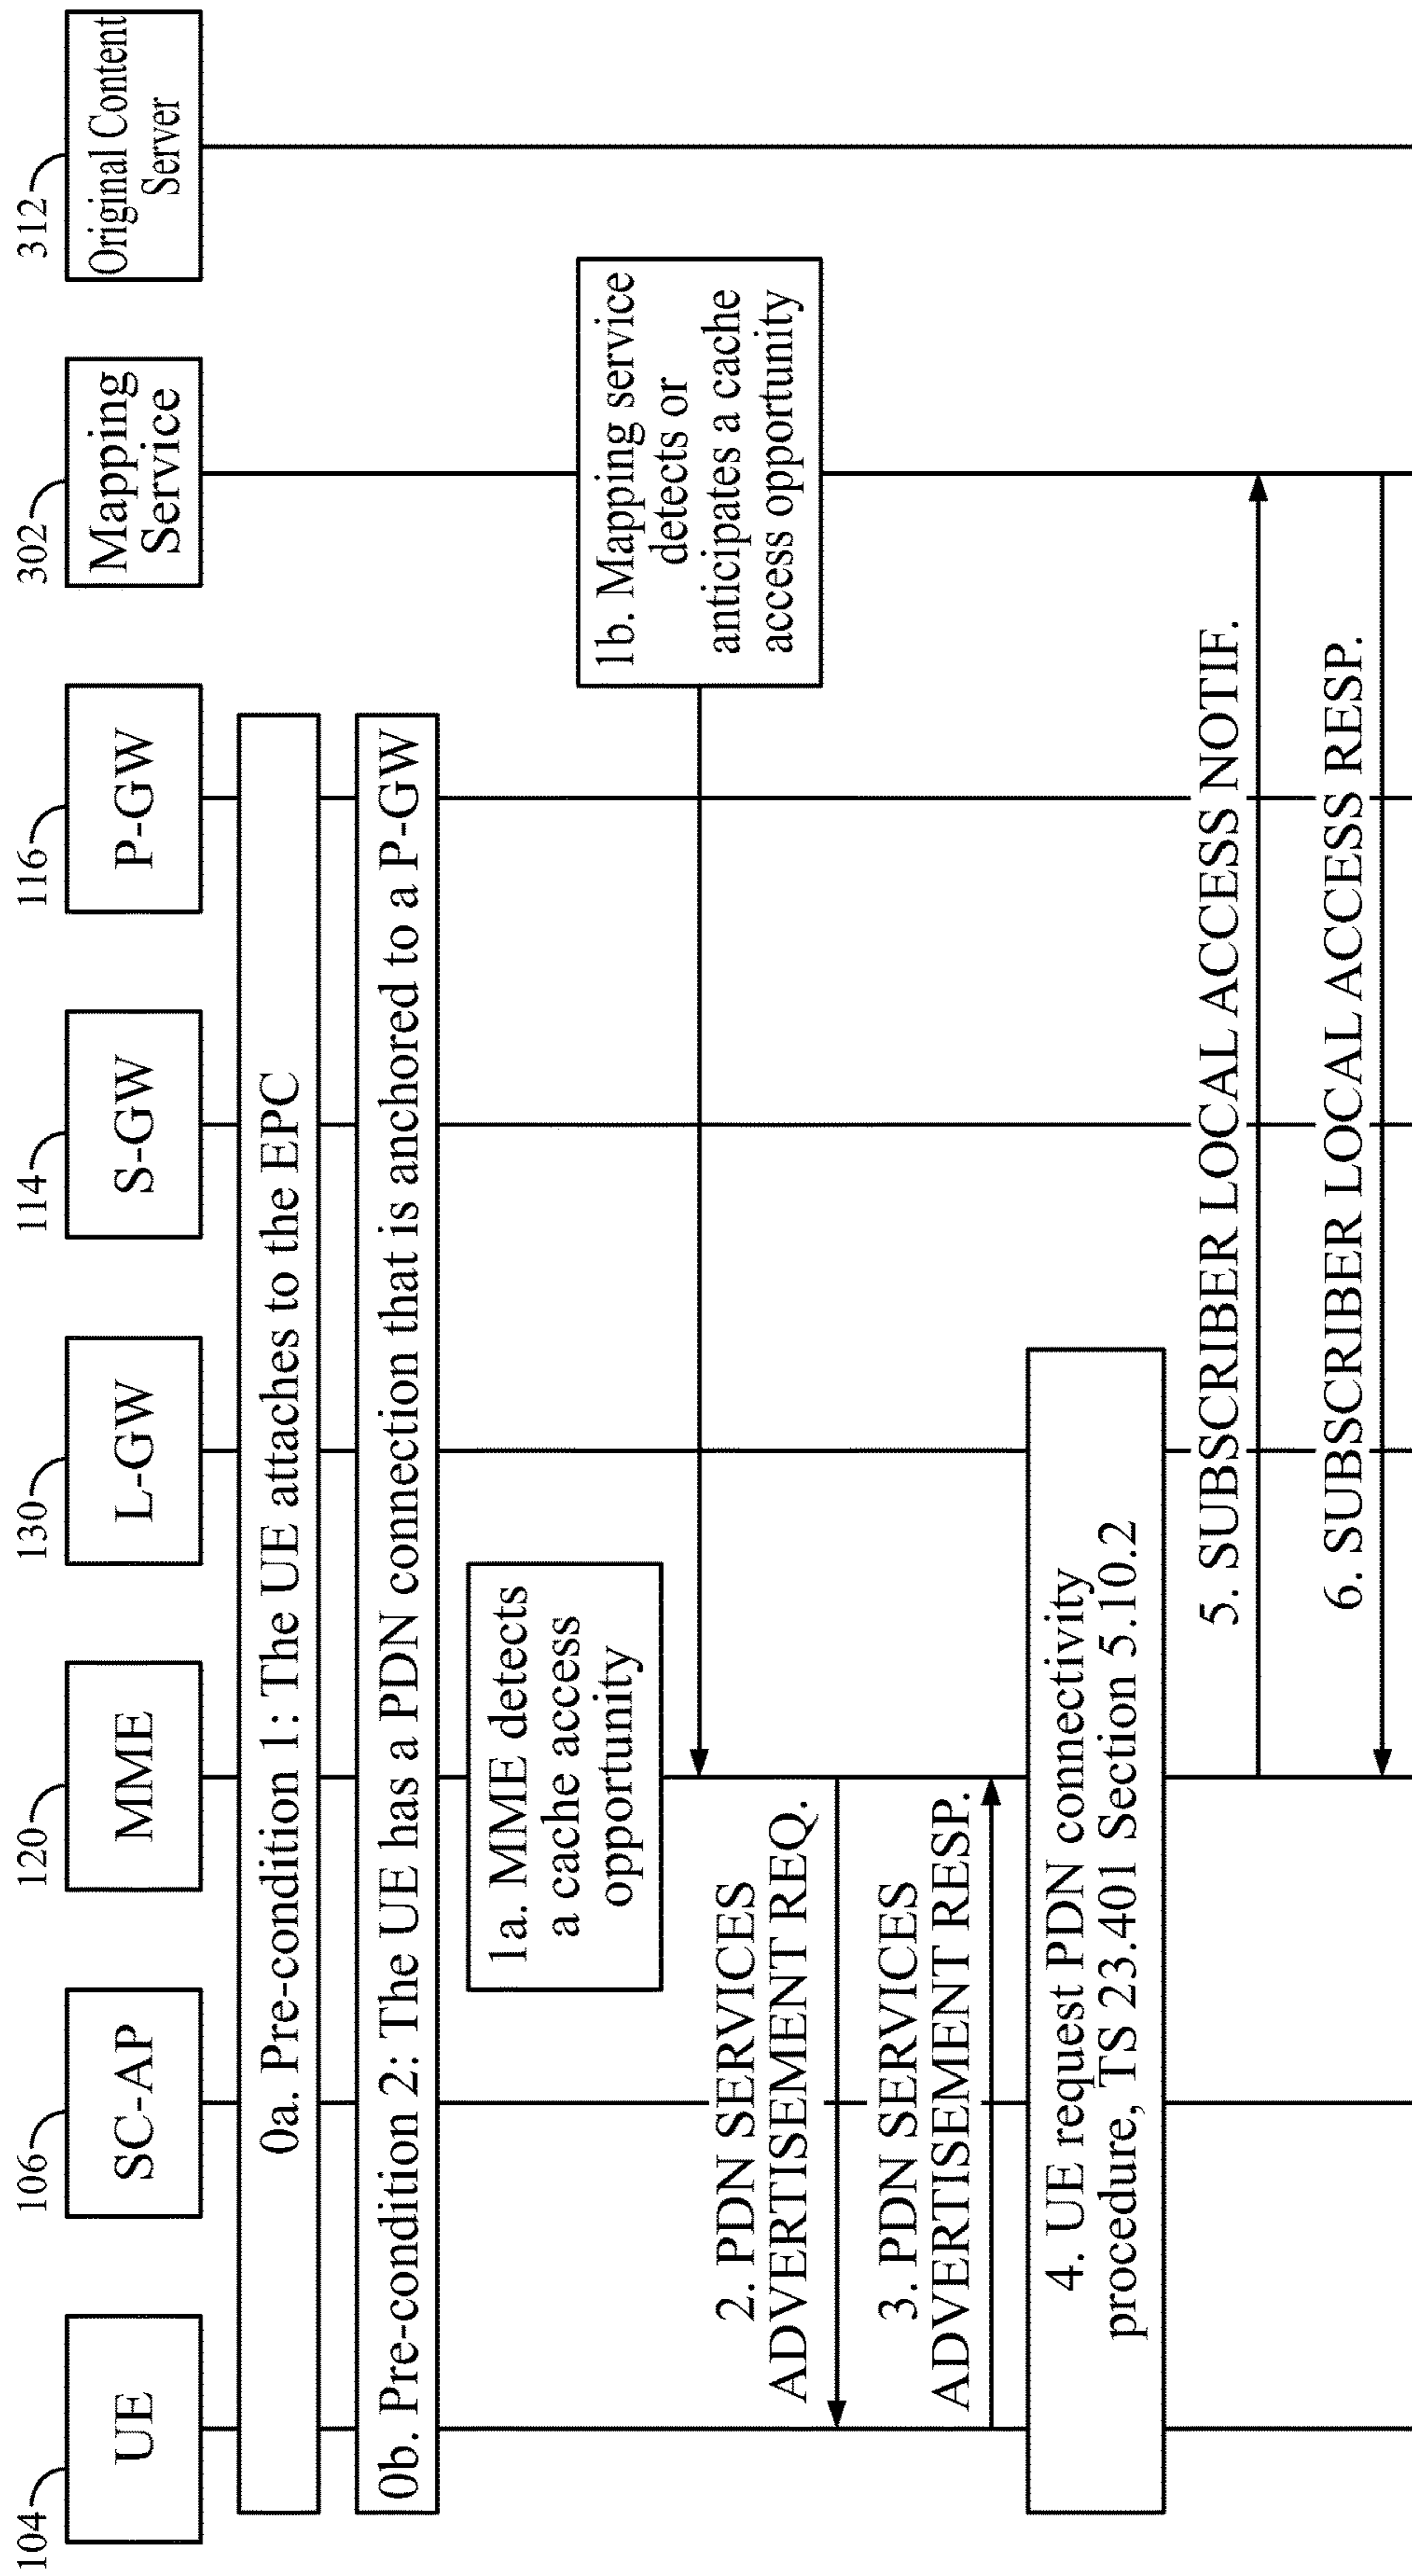 104
106
120
130
114
116
302
312
UE
SC-AP
MME
L-GW
S-GW
P-GW
Mapping
Service
Original Content
Server
0a. Pre-condition 1: The UE attaches to the EPC
0b. Pre-condition 2: The UE has a PDN connection that is anchored to a P-GW
1a. MME detects
a cache access
opportunity
1b. Mapping service
detects or
anticipates a cache
access opportunity
2. PDN SERVICES
ADVERTISEMENT REQ.
3. PDN SERVICES
ADVERTISEMENT RESP.
4. UE request PDN connectivity
procedure, TS 23.401 Section 5.10.2
5. SUBSCRIBER LOCAL ACCESS NOTIF.
6. SUBSCRIBER LOCAL ACCESS RESP.